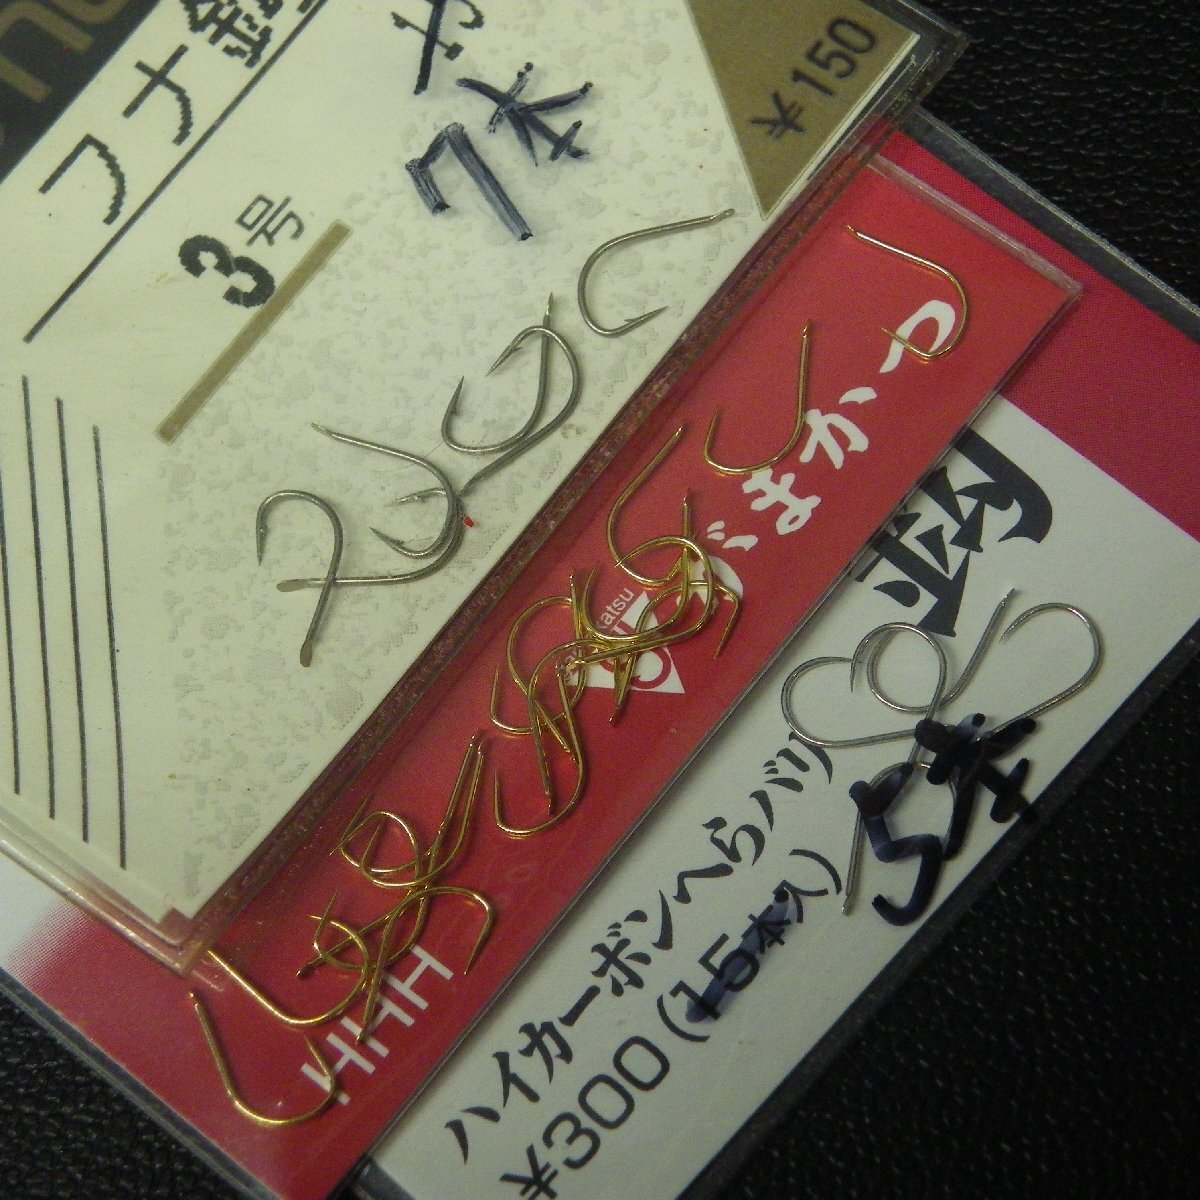 フナ
3号
7本
¥150
がまかつ
鈎
5本
ハイカーボンへらバリ
¥300(15本入)